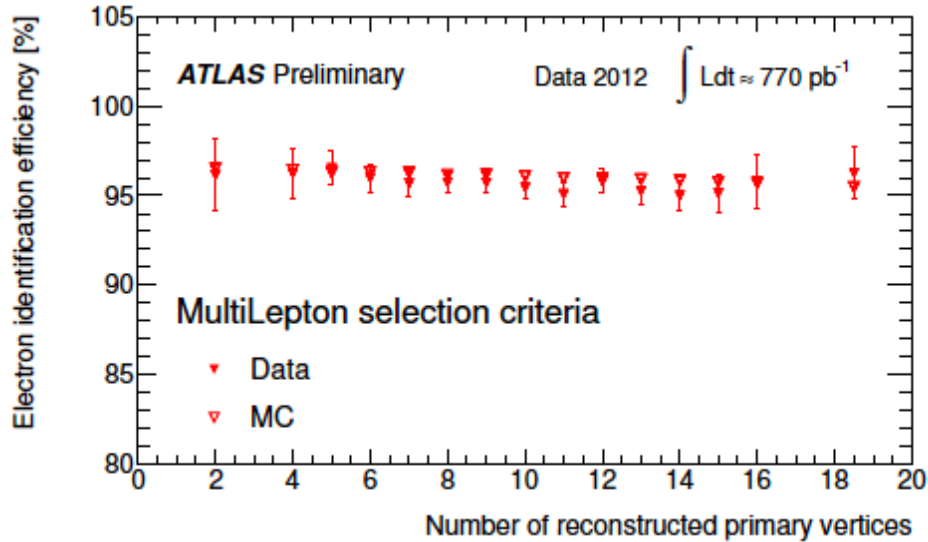 Electron identification efficiency [%]
105
100
95
90
85
80
ATLAS Preliminary
Data 2012 ∫ Ldt ≈ 770 pb⁻¹
MultiLepton selection criteria
Data
MC
0 2 4 6 8 10 12 14 16 18 20
Number of reconstructed primary vertices